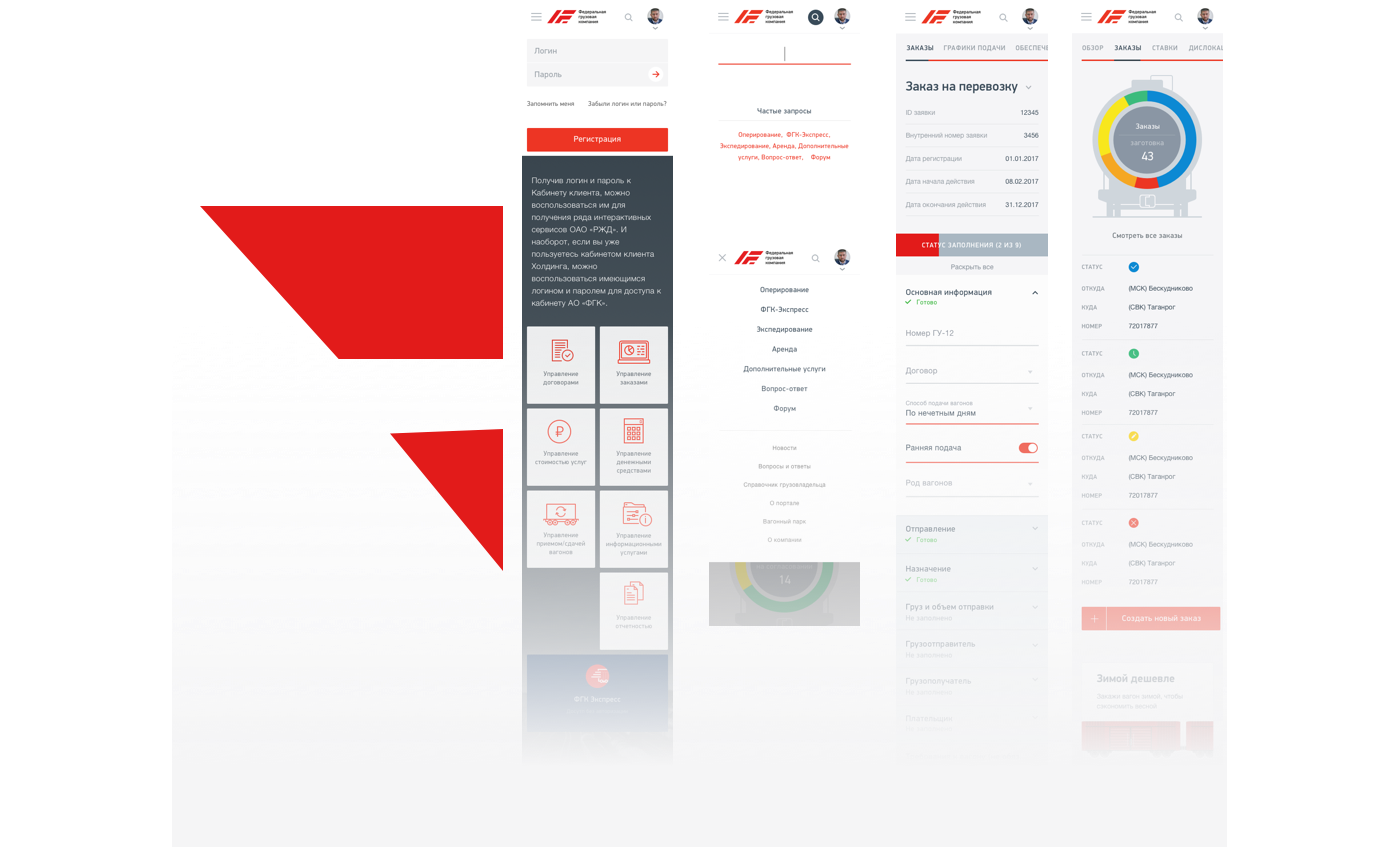 Федеральная
грузовая
компания
Логин
Пароль
Запомнить меня
Забыли логин или пароль?
Регистрация
Получив логин и пароль к
Кабинету клиента, можно
воспользоваться им для
получения ряда интерактивных
сервисов ОАО «РЖД». И
наоборот, если вы уже
пользуетесь кабинетом клиента
Холдинга, можно
воспользоваться имеющимся
логином и паролем для доступа к
кабинету АО «ФГК».
Управление
договорами
Управление
заказами
Управление
стоимостью услуг
Управление
денежными
средствами
Управление
приемом/сдачей
вагонов
Управление
информационными
услугами
Управление
отчетностью
ФГК Экспресс
Федеральная
грузовая
компания
Частые запросы
Оперирование, ФГК-Экспресс,
Экспедирование, Аренда, Дополнительные
услуги, Вопрос-ответ, Форум
Федеральная
грузовая
компания
Оперирование
ФГК-Экспресс
Экспедирование
Аренда
Дополнительные услуги
Вопрос-ответ
Форум
Новости
Вопросы и ответы
Справочник грузовладельца
О портале
Вагонный парк
О компании
14
Федеральная
грузовая
компания
ЗАКАЗЫ ГРАФИКИ ПОДАЧИ ОБЕСПЕЧЕ
Заказ на перевозку
ID заявки 12345
Внутренний номер заявки 3456
Дата регистрации 01.01.2017
Дата начала действия 08.02.2017
Дата окончания действия 31.12.2017
СТАТУС ЗАПОЛНЕНИЯ (2 ИЗ 9)
Раскрыть все
Основная информация
Готово
Номер ГУ-12
Договор
Способ подачи вагонов
По нечетным дням
Ранняя подача
Род вагонов
Отправление
Готово
Назначение
Готово
Груз и объем отправки
Не заполнено
Грузоотправитель
Не заполнено
Грузополучатель
Не заполнено
Плательщик
Федеральная
грузовая
компания
ОБЗОР ЗАКАЗЫ СТАВКИ ДИСЛОКАЦ
Заказы
заготовка
43
Смотреть все заказы
СТАТУС
ОТКУДА (МСК) Бескудниково
КУДА (СВК) Таганрог
НОМЕР 72017877
СТАТУС
ОТКУДА (МСК) Бескудниково
КУДА (СВК) Таганрог
НОМЕР 72017877
СТАТУС
ОТКУДА (МСК) Бескудниково
КУДА (СВК) Таганрог
НОМЕР 72017877
СТАТУС
ОТКУДА (МСК) Бескудниково
КУДА (СВК) Таганрог
НОМЕР 72017877
Создать новый заказ
Зимой дешевле
Закажи вагон зимой, чтобы
сэкономить весной